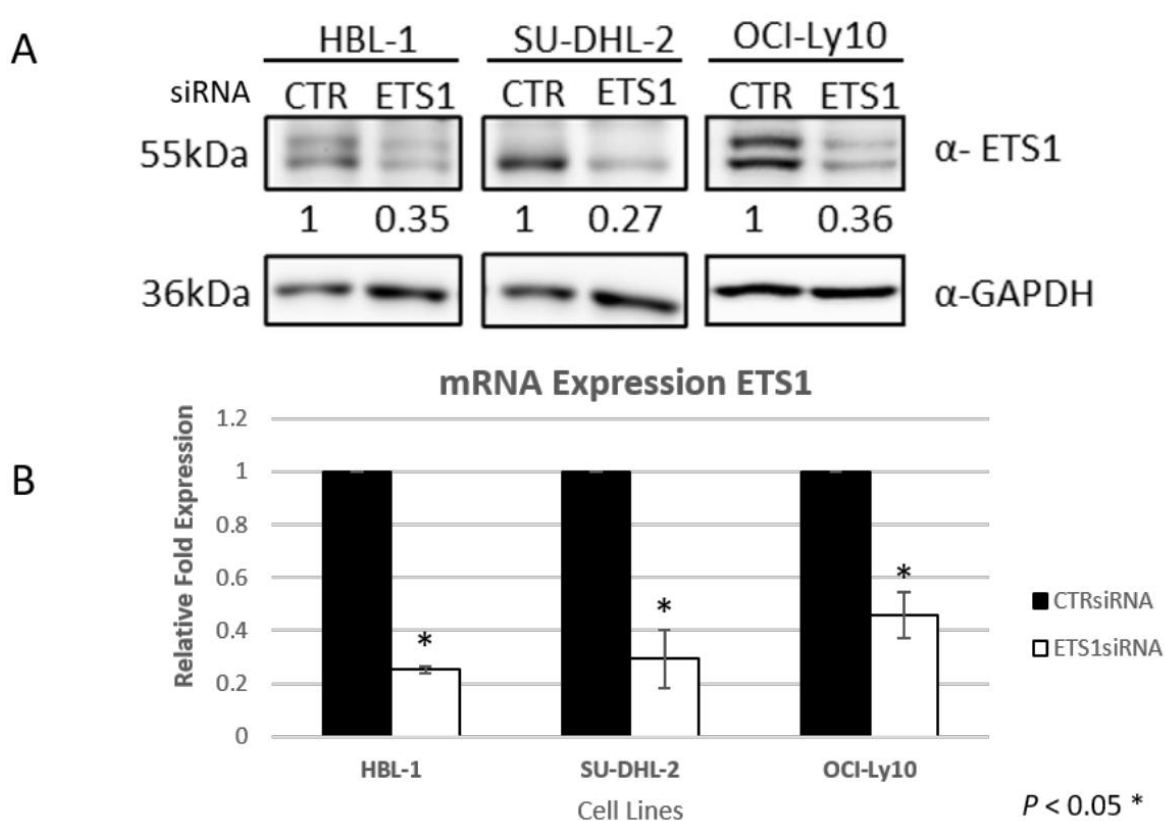 A
HBL-1 SU-DHL-2 OCI-Ly10
siRNA CTR ETS1 CTR ETS1 CTR ETS1
55kDa α- ETS1
1 0.35 1 0.27 1 0.36
36kDa α-GAPDH
B
mRNA Expression ETS1
Relative Fold Expression
1.2
1
0.8
0.6
0.4
0.2
0
* * *
HBL-1 SU-DHL-2 OCI-Ly10
Cell Lines
CTRsiRNA
ETS1siRNA
P < 0.05 *